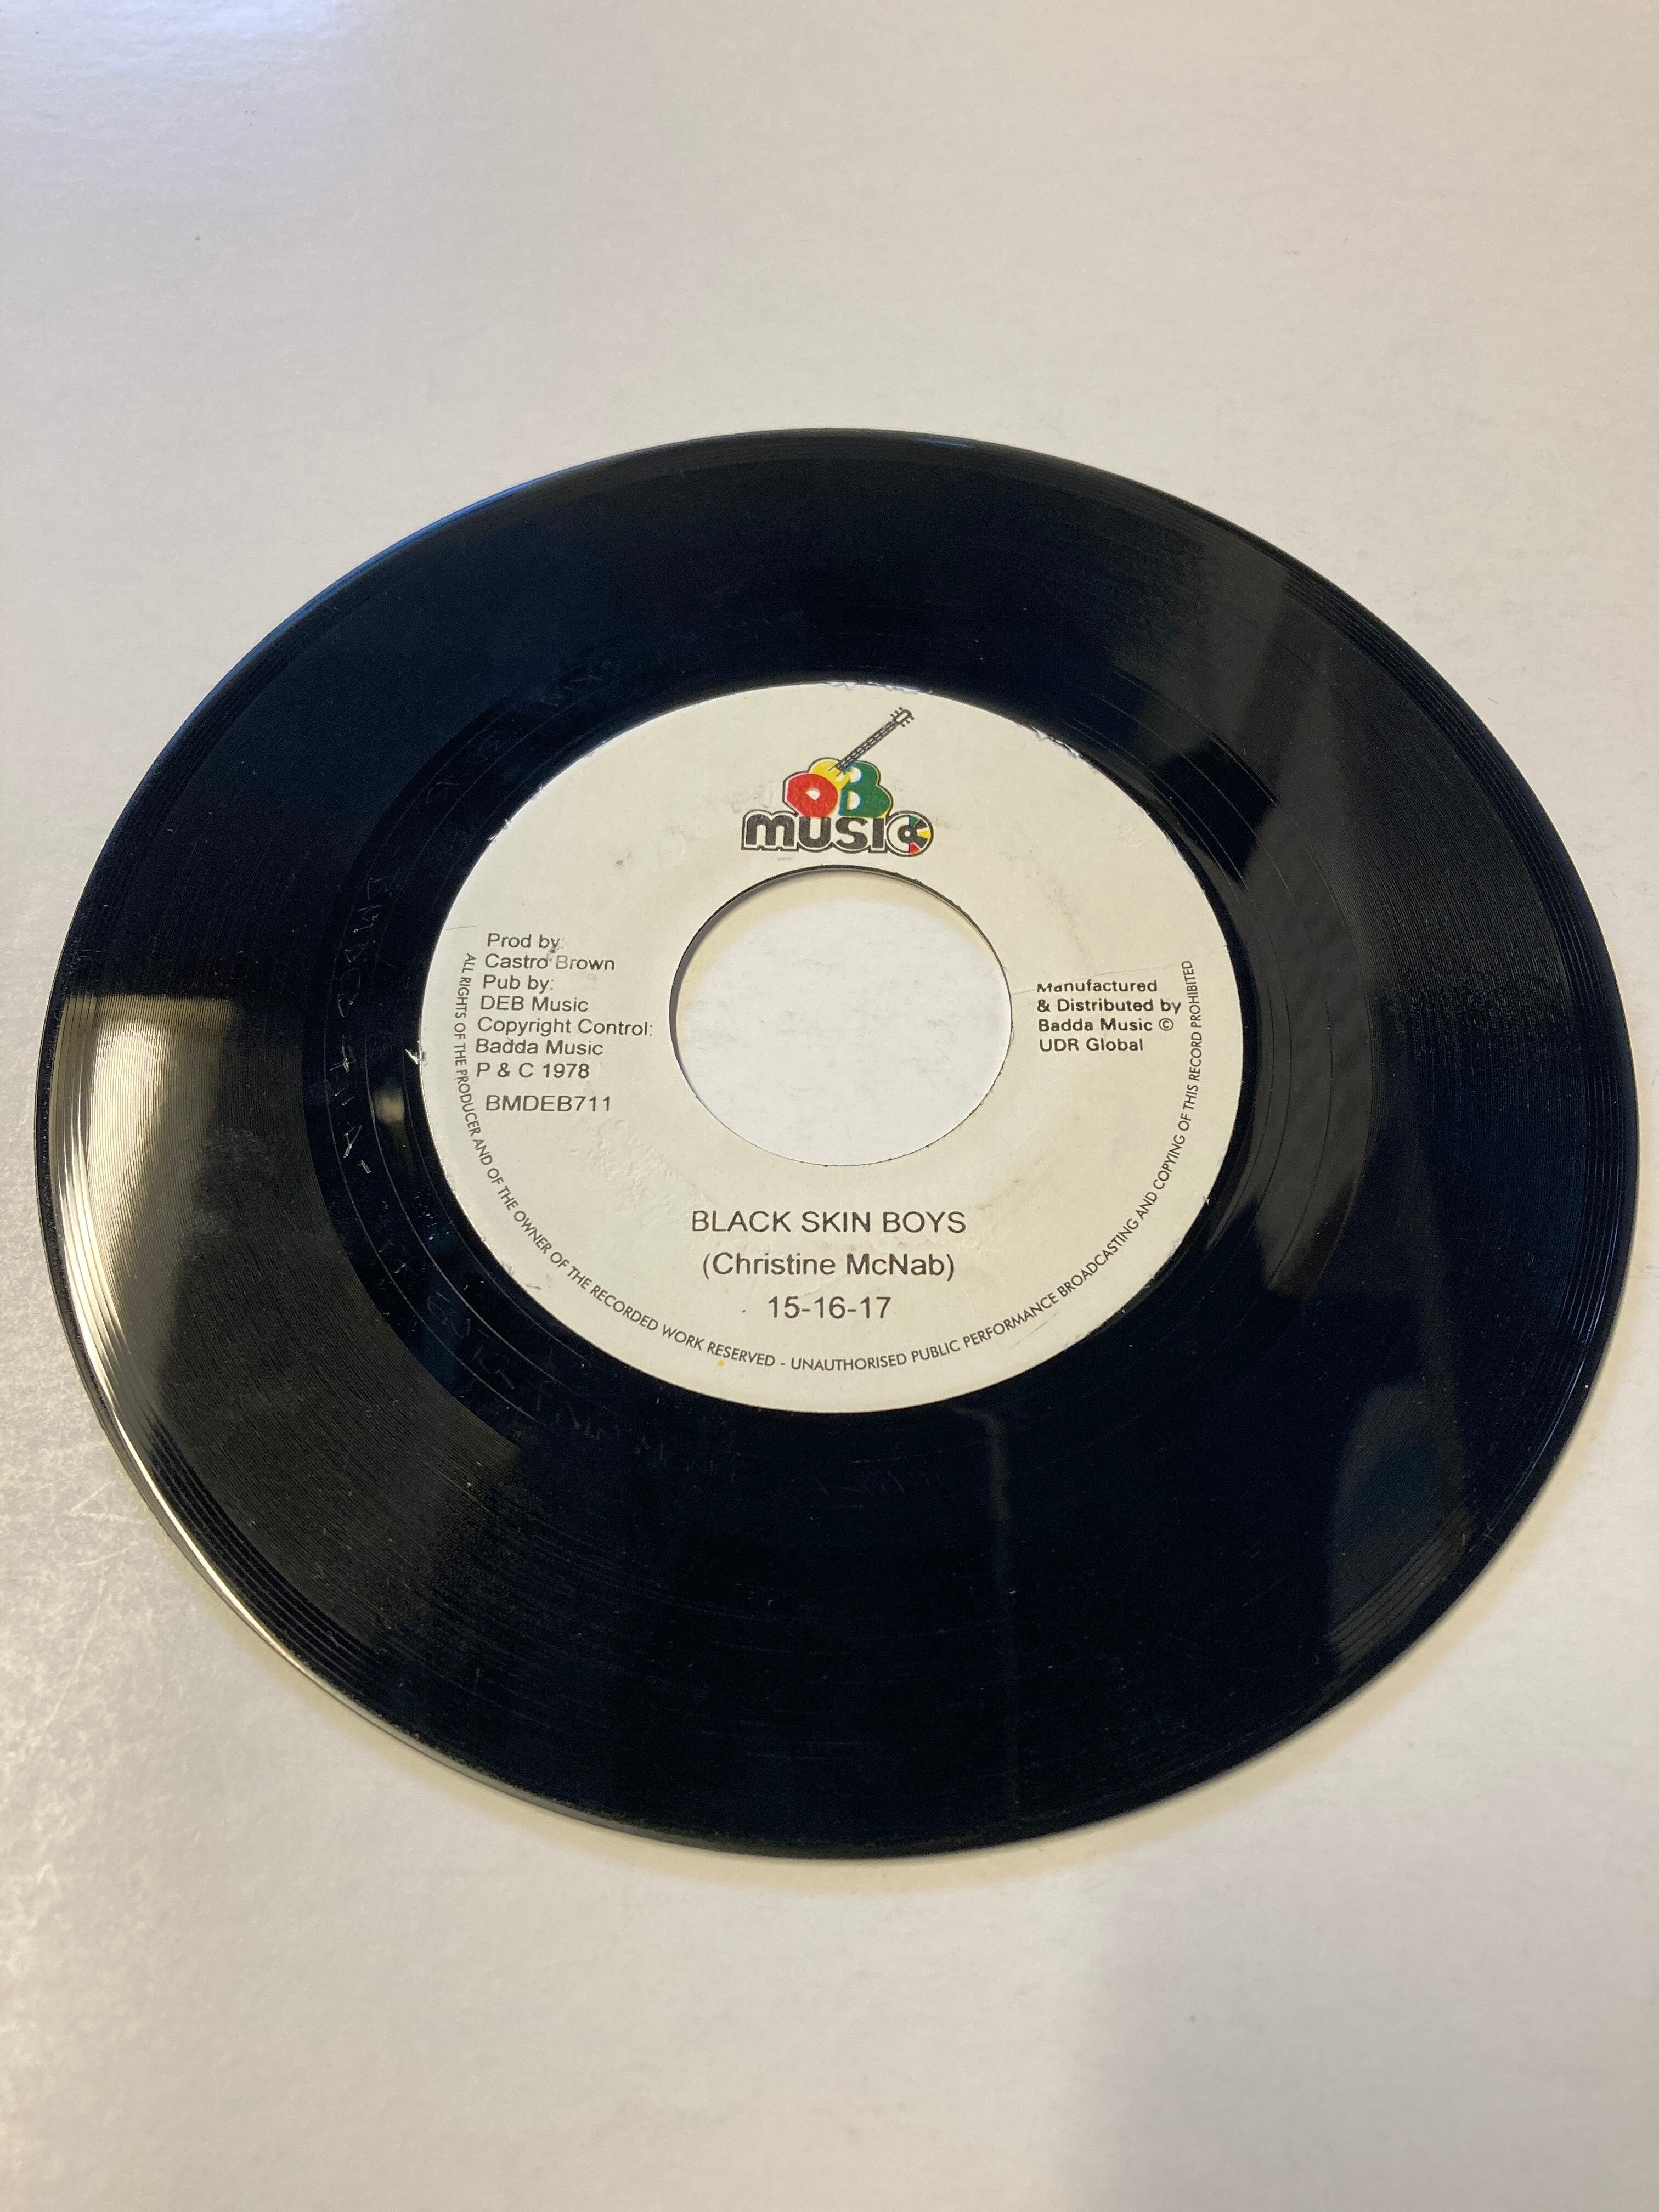 DEB
MUSIC
Prod by:
Castro Brown
Pub by:
DEB Music
Copyright Control:
Badda Music
P & C 1978
BMDEB711
Manufactured
& Distributed by
Badda Music ©
UDR Global
BLACK SKIN BOYS
(Christine McNab)
15-16-17
ALL RIGHTS OF THE PRODUCER AND OF THE OWNER OF THE RECORDED WORK RESERVED - UNAUTHORISED PUBLIC PERFORMANCE BROADCASTING AND COPYING OF THIS RECORD PROHIBITED